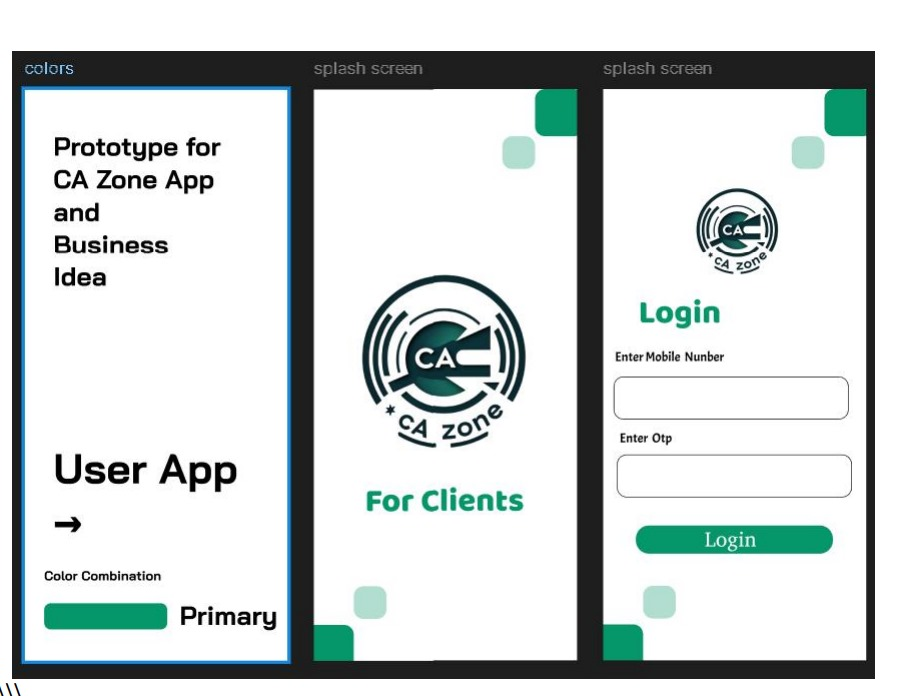 colors
Prototype for
CA Zone App
and
Business
Idea
User App
→
Color Combination
Primary
splash screen
CA
* CA zone
For Clients
splash screen
CA
* CA zone
Login
Enter Mobile Nunber
Enter Otp
Login
\\\